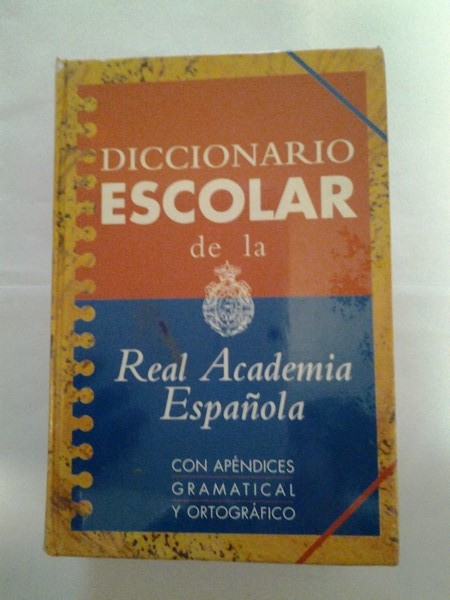 DICCIONARIO
ESCOLAR
de la
Real Academia
Española
CON APÉNDICES
GRAMATICAL
Y ORTOGRÁFICO